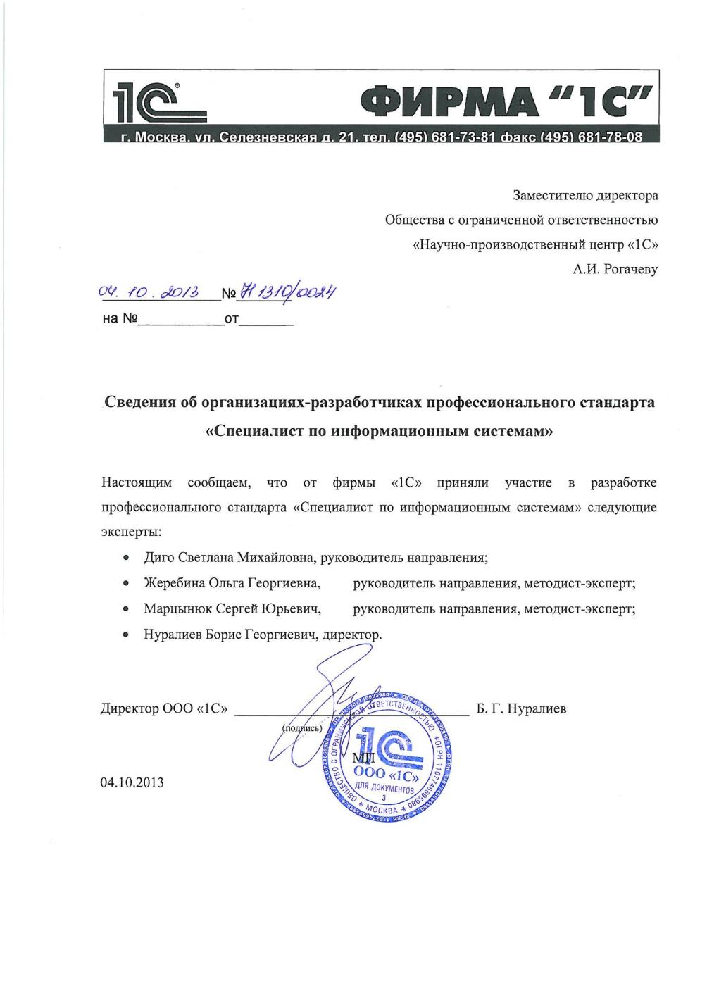 1С®
ФИРМА "1С"
г. Москва, ул. Селезневская д. 21, тел. (495) 681-73-81 факс (495) 681-78-08
Заместителю директора
Общества с ограниченной ответственностью
«Научно-производственный центр «1С»
А.И. Рогачеву
04.10.2013 № Н1310/0024
на №___________от_______
Сведения об организациях-разработчиках профессионального стандарта
«Специалист по информационным системам»
Настоящим сообщаем, что от фирмы «1С» приняли участие в разработке
профессионального стандарта «Специалист по информационным системам» следующие
эксперты:
• Диго Светлана Михайловна, руководитель направления;
• Жеребина Ольга Георгиевна, руководитель направления, методист-эксперт;
• Марцынюк Сергей Юрьевич, руководитель направления, методист-эксперт;
• Нуралиев Борис Георгиевич, директор.
Директор ООО «1С» ______________________________ Б. Г. Нуралиев
(подпись)
МП
ОБЩЕСТВО С ОГРАНИЧЕННОЙ ОТВЕТСТВЕННОСТЬЮ *ОГРН 1107746695980
* МОСКВА *
1С
ООО «1С»
ДЛЯ ДОКУМЕНТОВ
3
04.10.2013